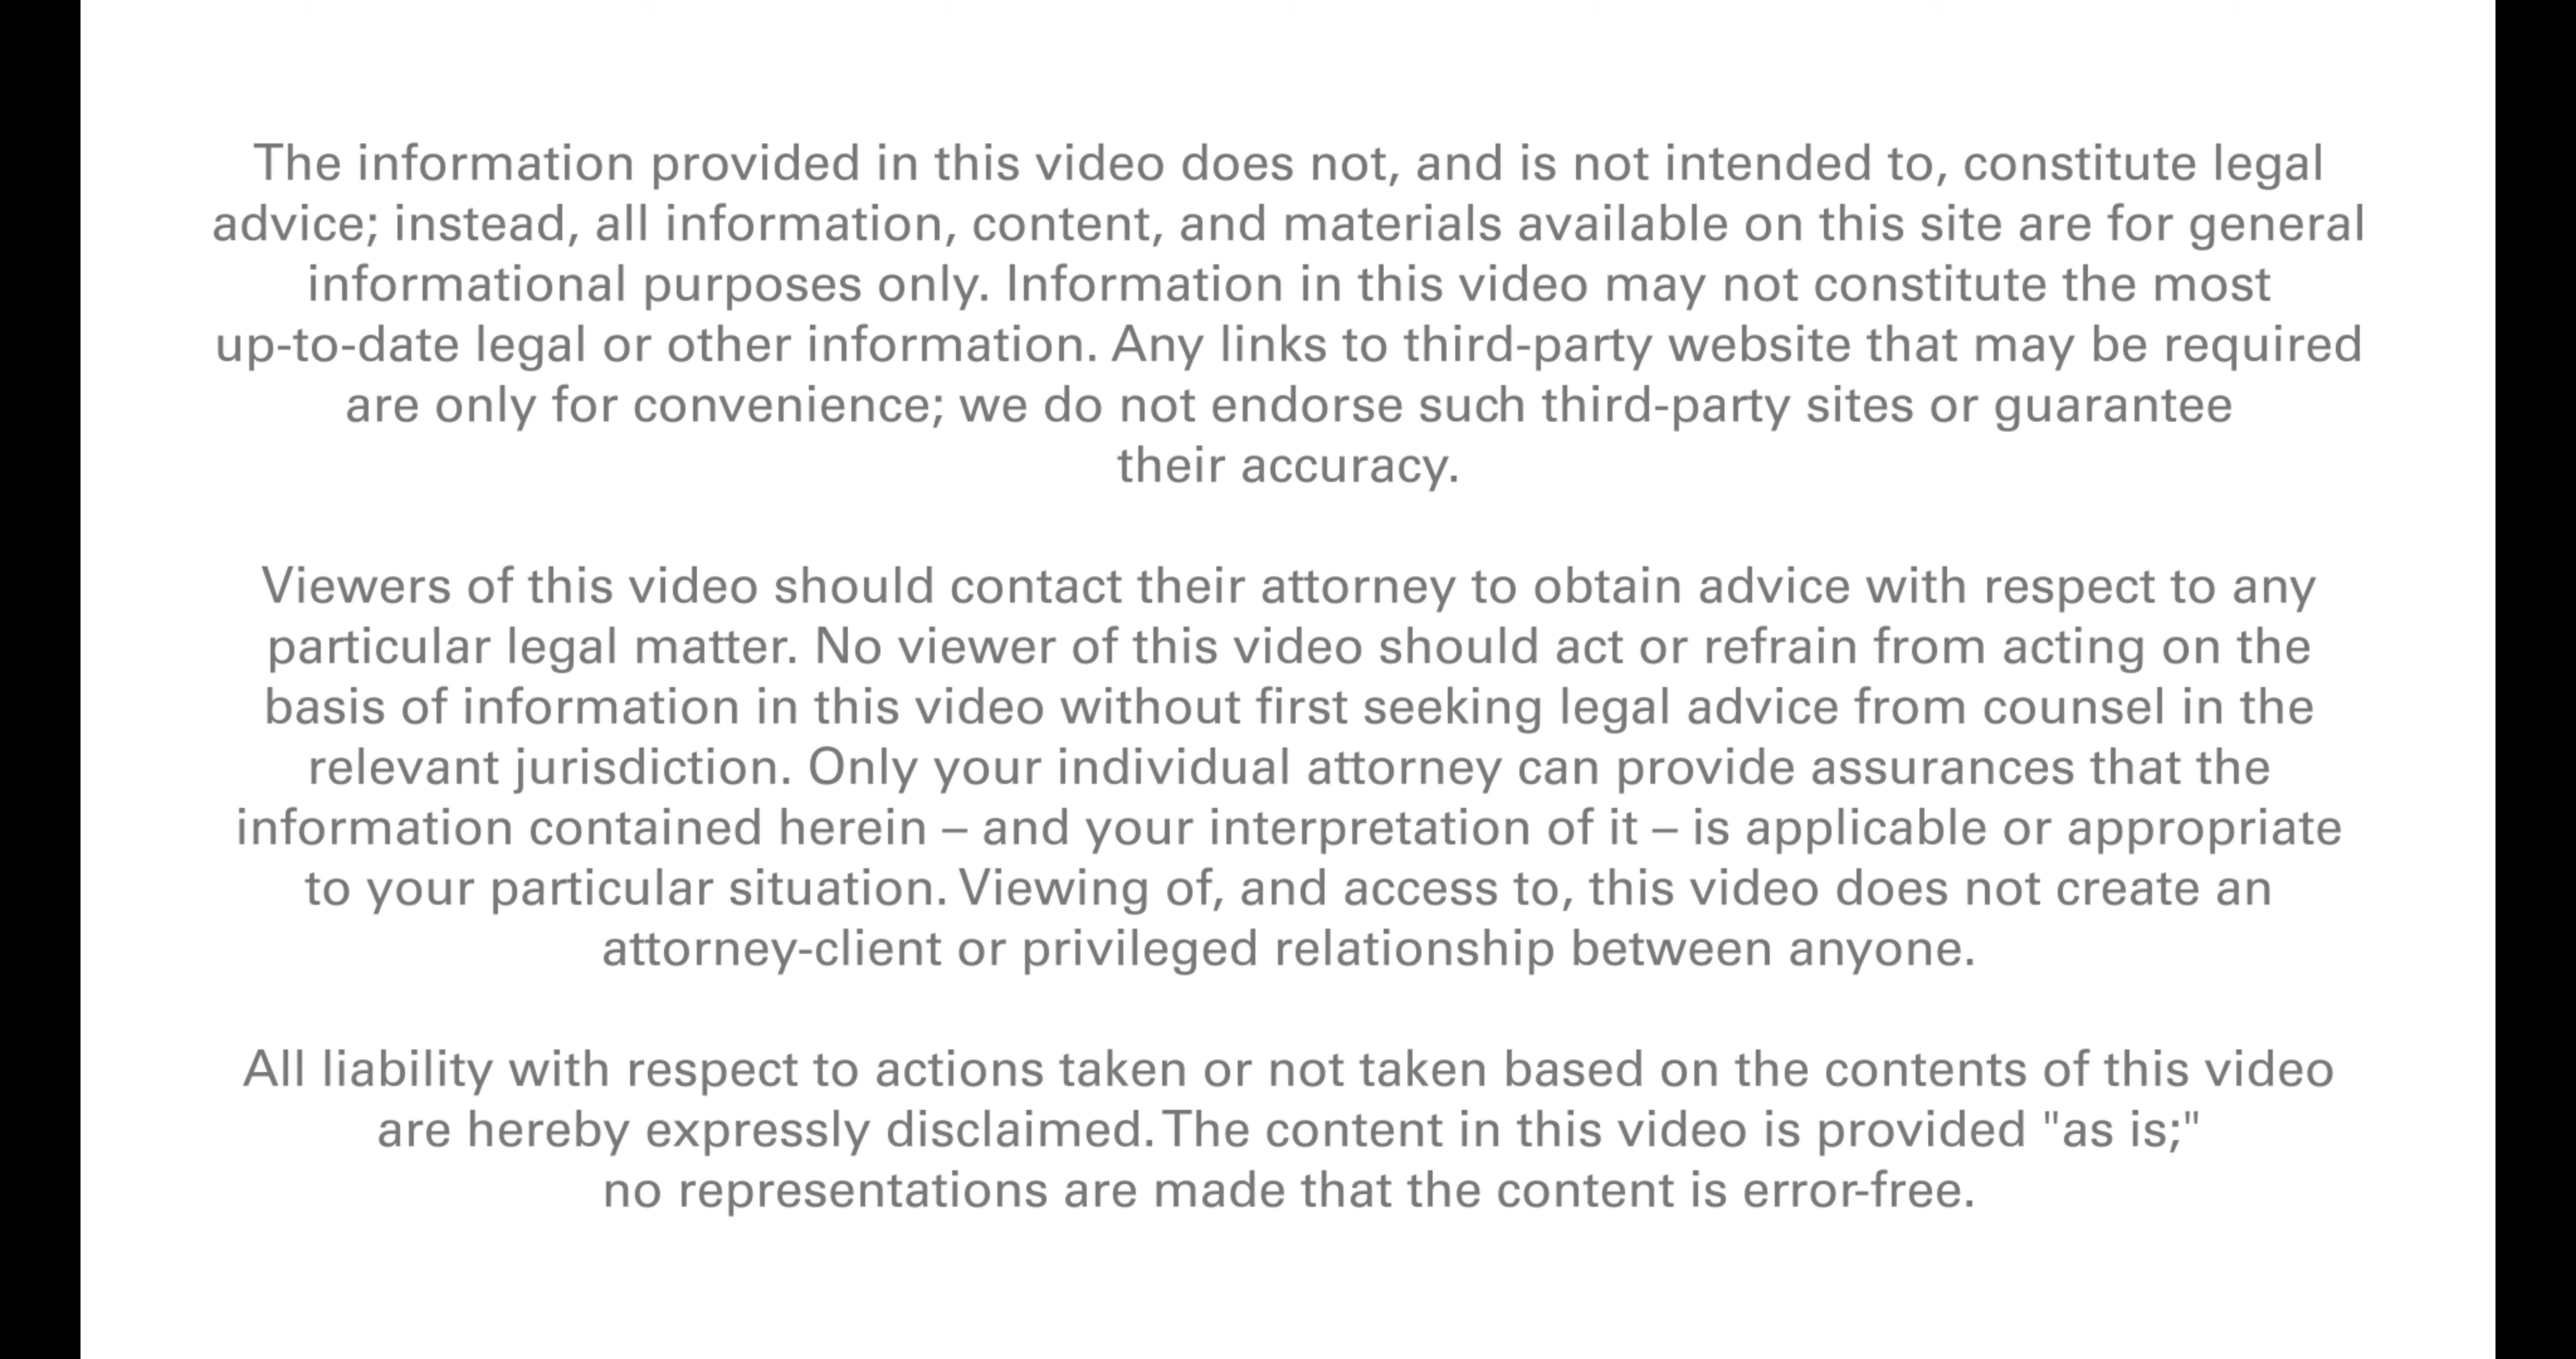 The information provided in this video does not, and is not intended to, constitute legal
advice; instead, all information, content, and materials available on this site are for general
informational purposes only. Information in this video may not constitute the most
up-to-date legal or other information. Any links to third-party website that may be required
are only for convenience; we do not endorse such third-party sites or guarantee
their accuracy.
Viewers of this video should contact their attorney to obtain advice with respect to any
particular legal matter. No viewer of this video should act or refrain from acting on the
basis of information in this video without first seeking legal advice from counsel in the
relevant jurisdiction. Only your individual attorney can provide assurances that the
information contained herein – and your interpretation of it – is applicable or appropriate
to your particular situation. Viewing of, and access to, this video does not create an
attorney-client or privileged relationship between anyone.
All liability with respect to actions taken or not taken based on the contents of this video
are hereby expressly disclaimed. The content in this video is provided "as is;"
no representations are made that the content is error-free.